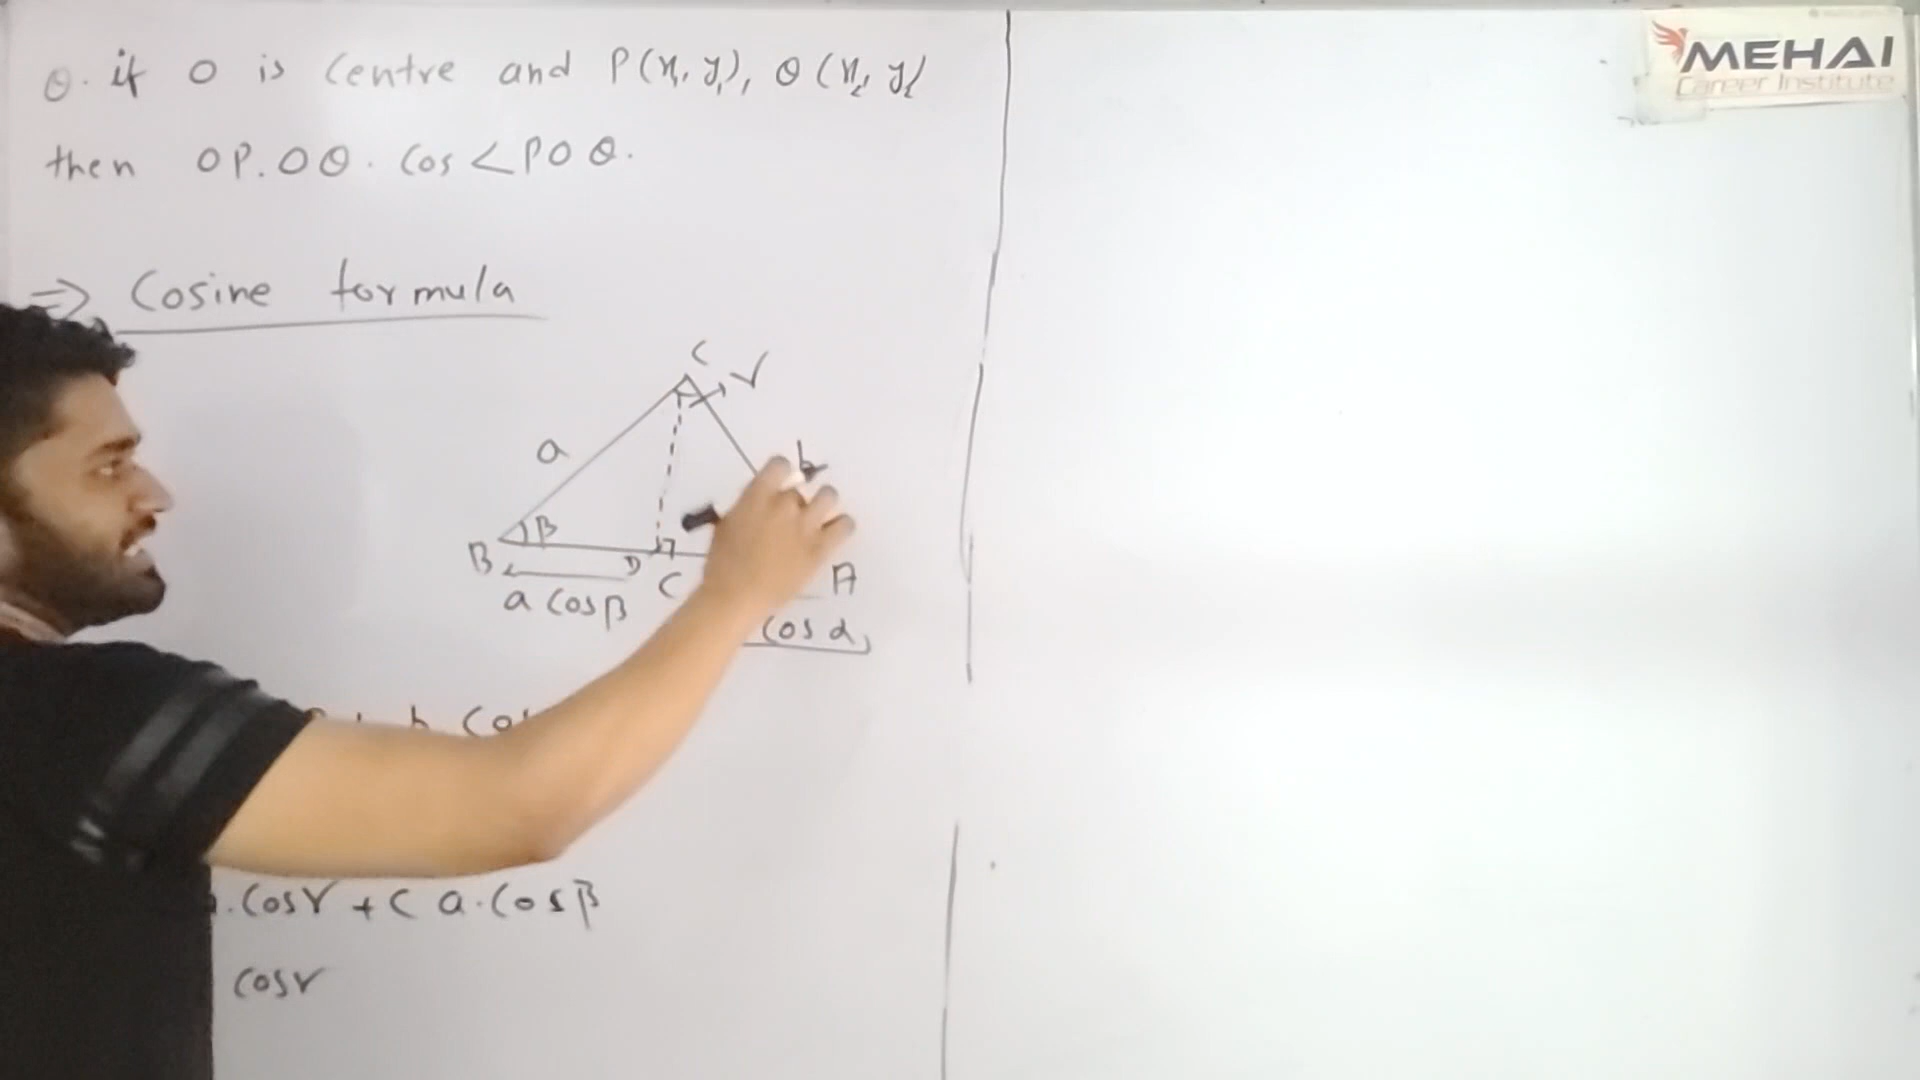 Q. if O is Centre and P(x₁, y₁), Q(x₂, y₂
then OP.OQ. Cos<POQ.
⇒ Cosine formula
C γ
a b
β
B D C A
a Cosβ Cos α
b Cos
. Cosγ + C a. Cosβ
Cosγ
MEHAI
Career Institute